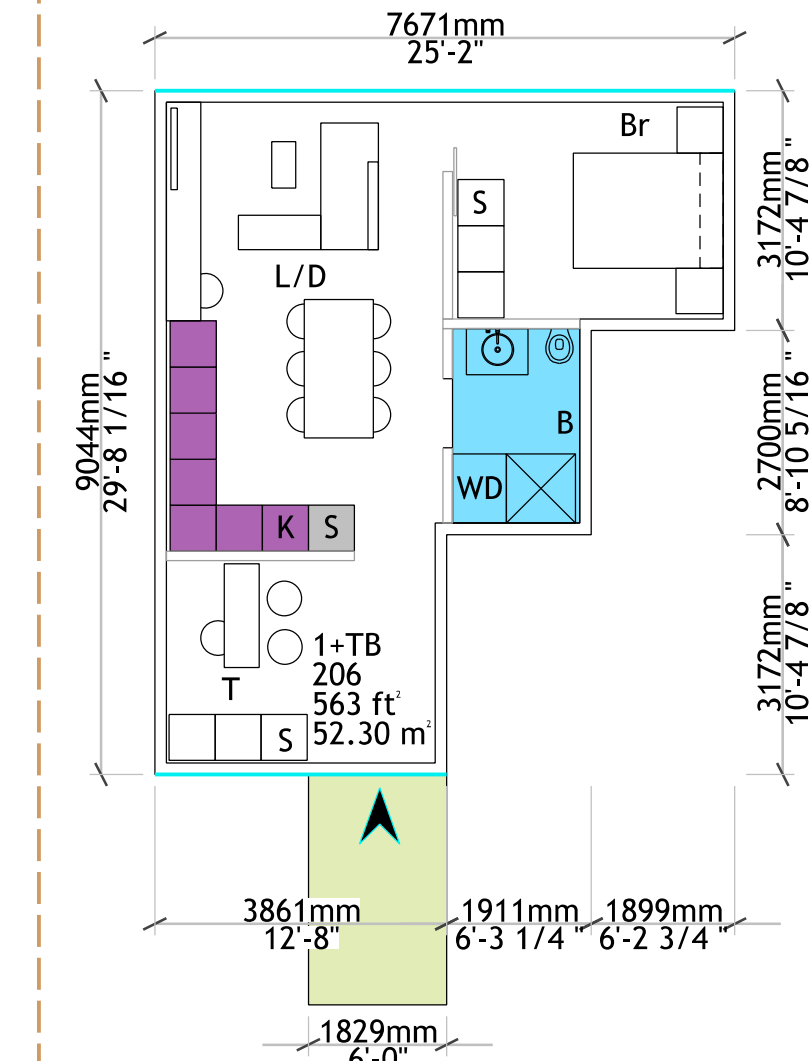 7671mm
25'-2"
Br
3172mm
10'-4 7/8 "
S
L/D
9044mm
29'-8 1/16 "
2700mm
8'-10 5/16 "
B
WD
K
S
1+TB
206
563 ft²
52.30 m²
T
S
3172mm
10'-4 7/8 "
3861mm
12'-8"
1911mm
6'-3 1/4 "
1899mm
6'-2 3/4 "
1829mm
6'-0"